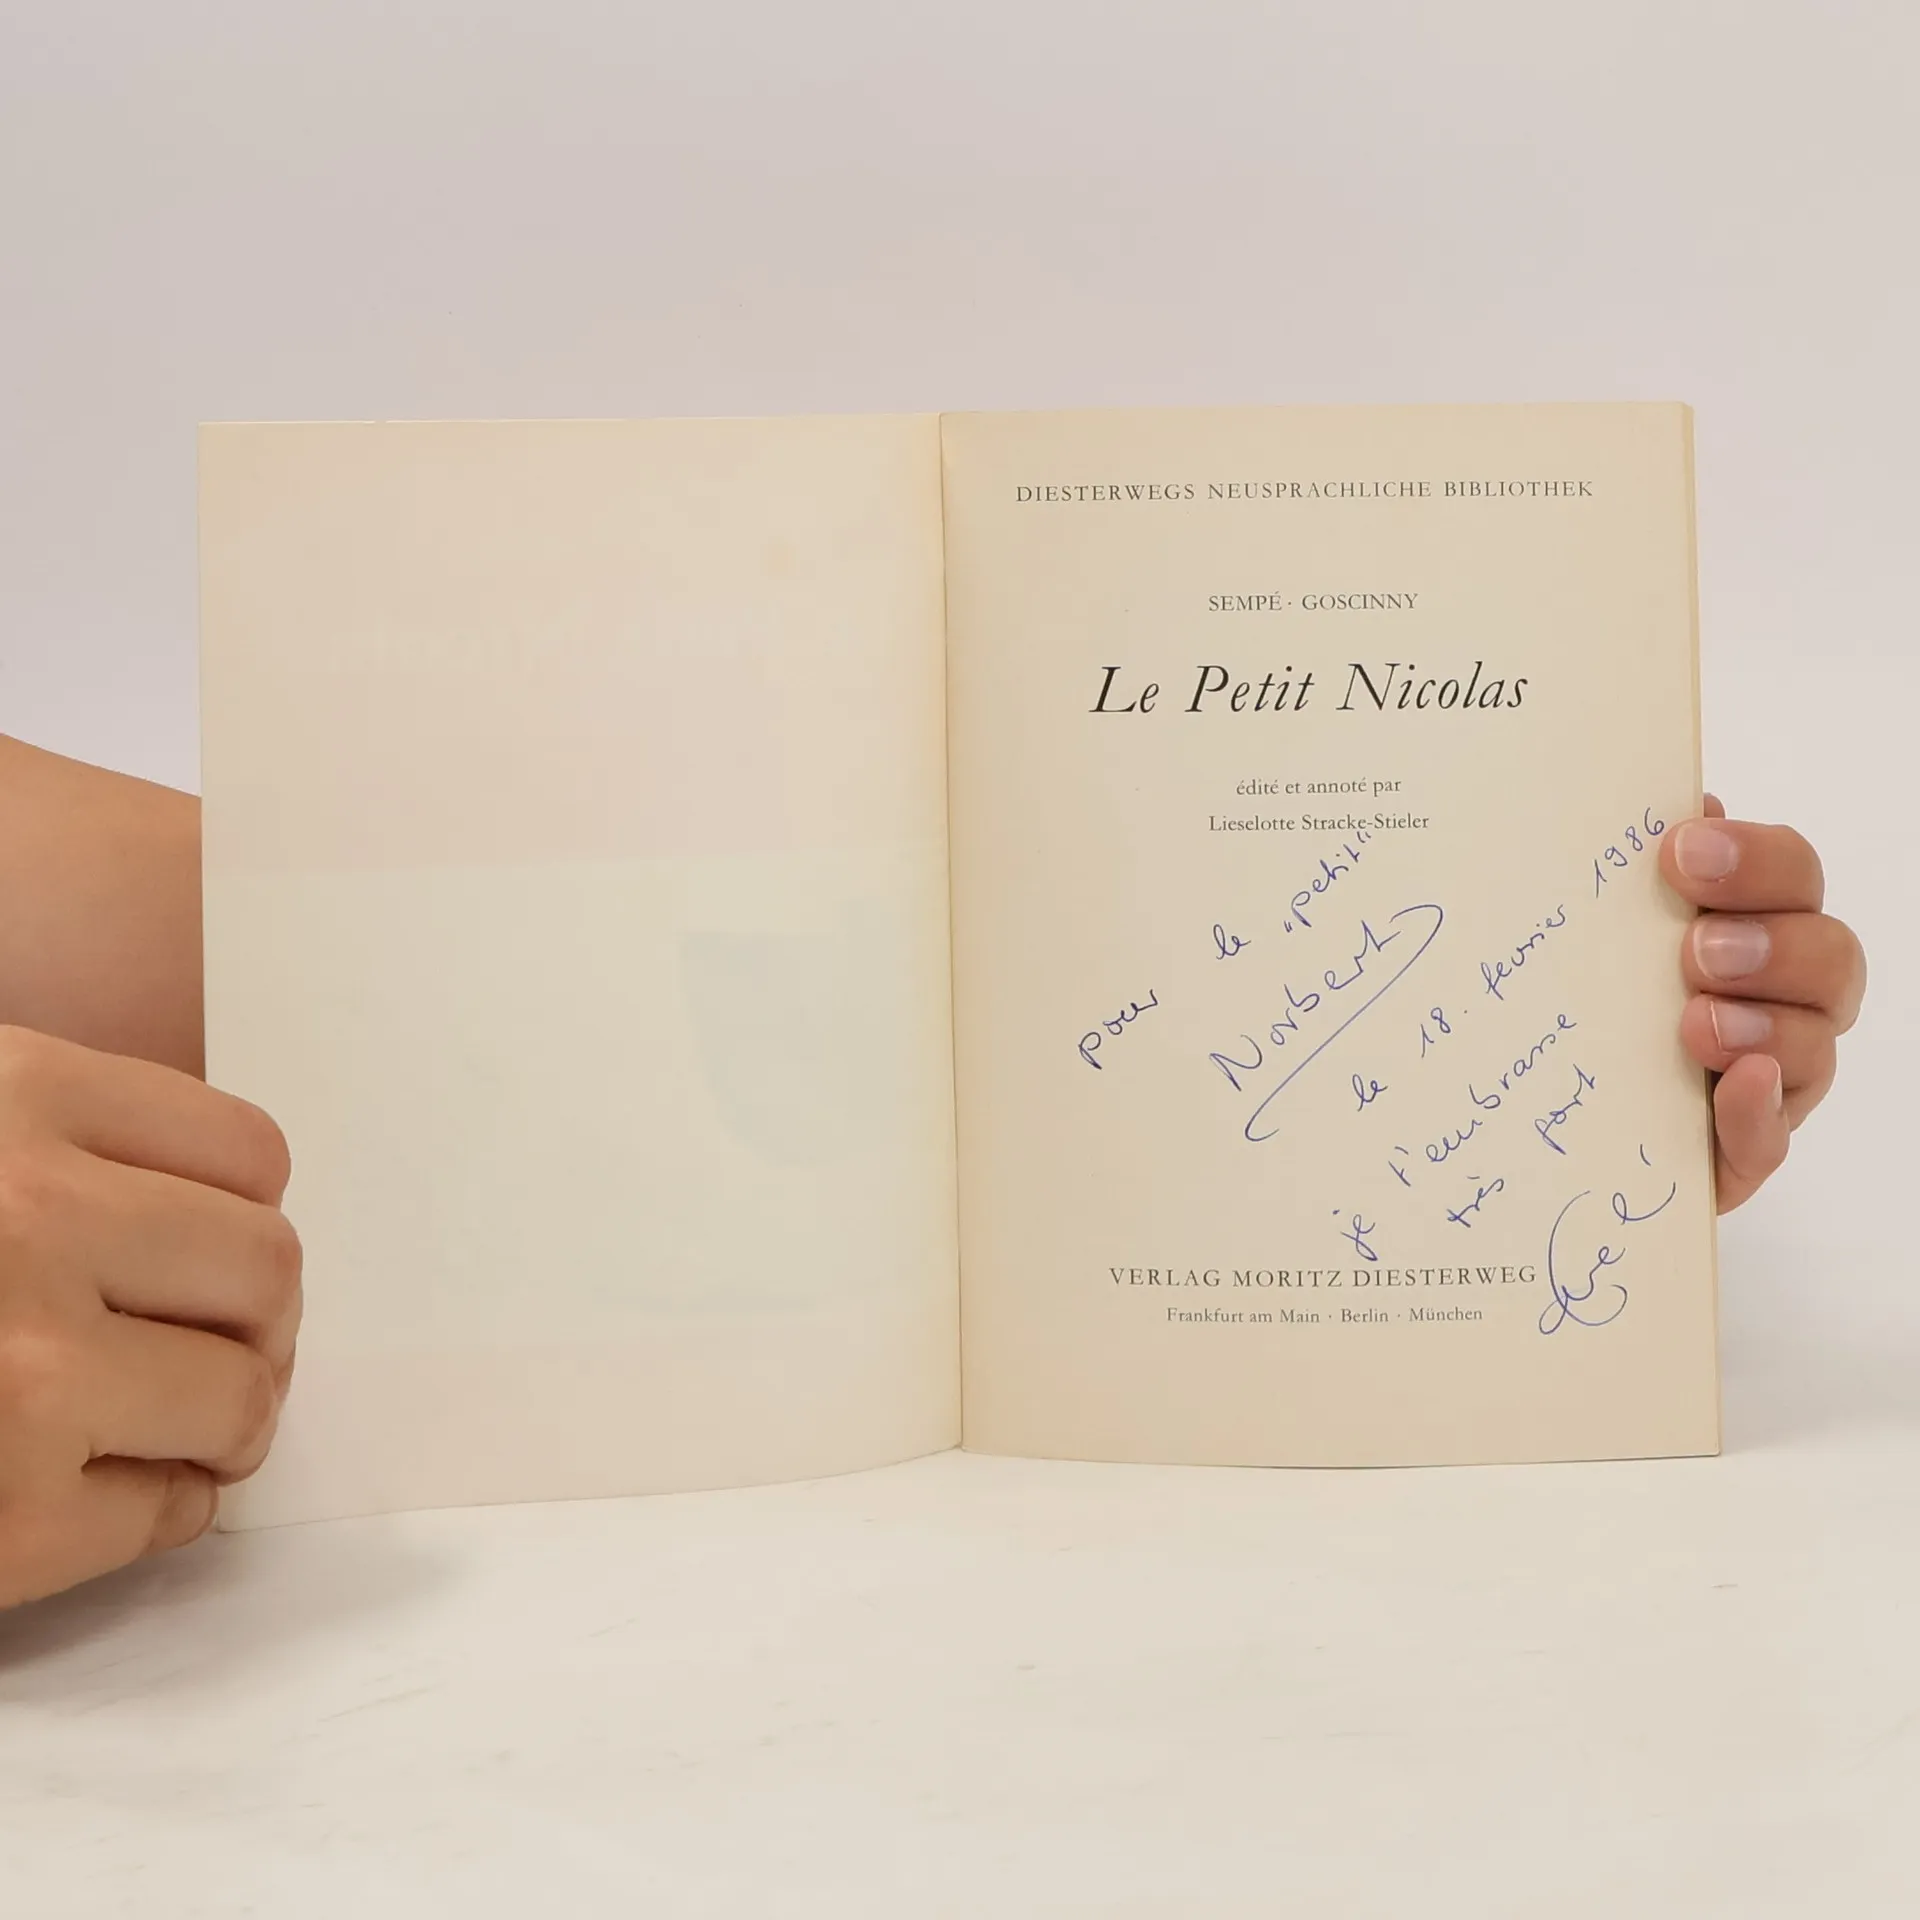 DIESTERWEGS NEUSPRACHLICHE BIBLIOTHEK
SEMPÉ · GOSCINNY
Le Petit Nicolas
édité et annoté par
Lieselotte Stracke-Stieler
pour le "petit"
Norbert
le 18. fevrier 1986
je t'embrasse
très fort
VERLAG MORITZ DIESTERWEG
Frankfurt am Main · Berlin · München